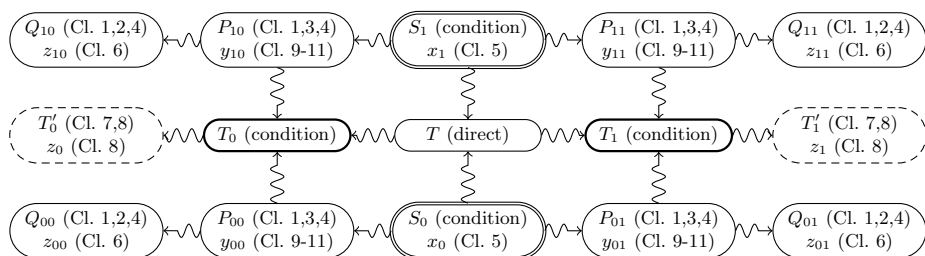 Q₁₀ (Cl. 1,2,4)
z₁₀ (Cl. 6)
P₁₀ (Cl. 1,3,4)
y₁₀ (Cl. 9-11)
S₁ (condition)
x₁ (Cl. 5)
P₁₁ (Cl. 1,3,4)
y₁₁ (Cl. 9-11)
Q₁₁ (Cl. 1,2,4)
z₁₁ (Cl. 6)
T′₀ (Cl. 7,8)
z₀ (Cl. 8)
T₀ (condition)
T (direct)
T₁ (condition)
T′₁ (Cl. 7,8)
z₁ (Cl. 8)
Q₀₀ (Cl. 1,2,4)
z₀₀ (Cl. 6)
P₀₀ (Cl. 1,3,4)
y₀₀ (Cl. 9-11)
S₀ (condition)
x₀ (Cl. 5)
P₀₁ (Cl. 1,3,4)
y₀₁ (Cl. 9-11)
Q₀₁ (Cl. 1,2,4)
z₀₁ (Cl. 6)